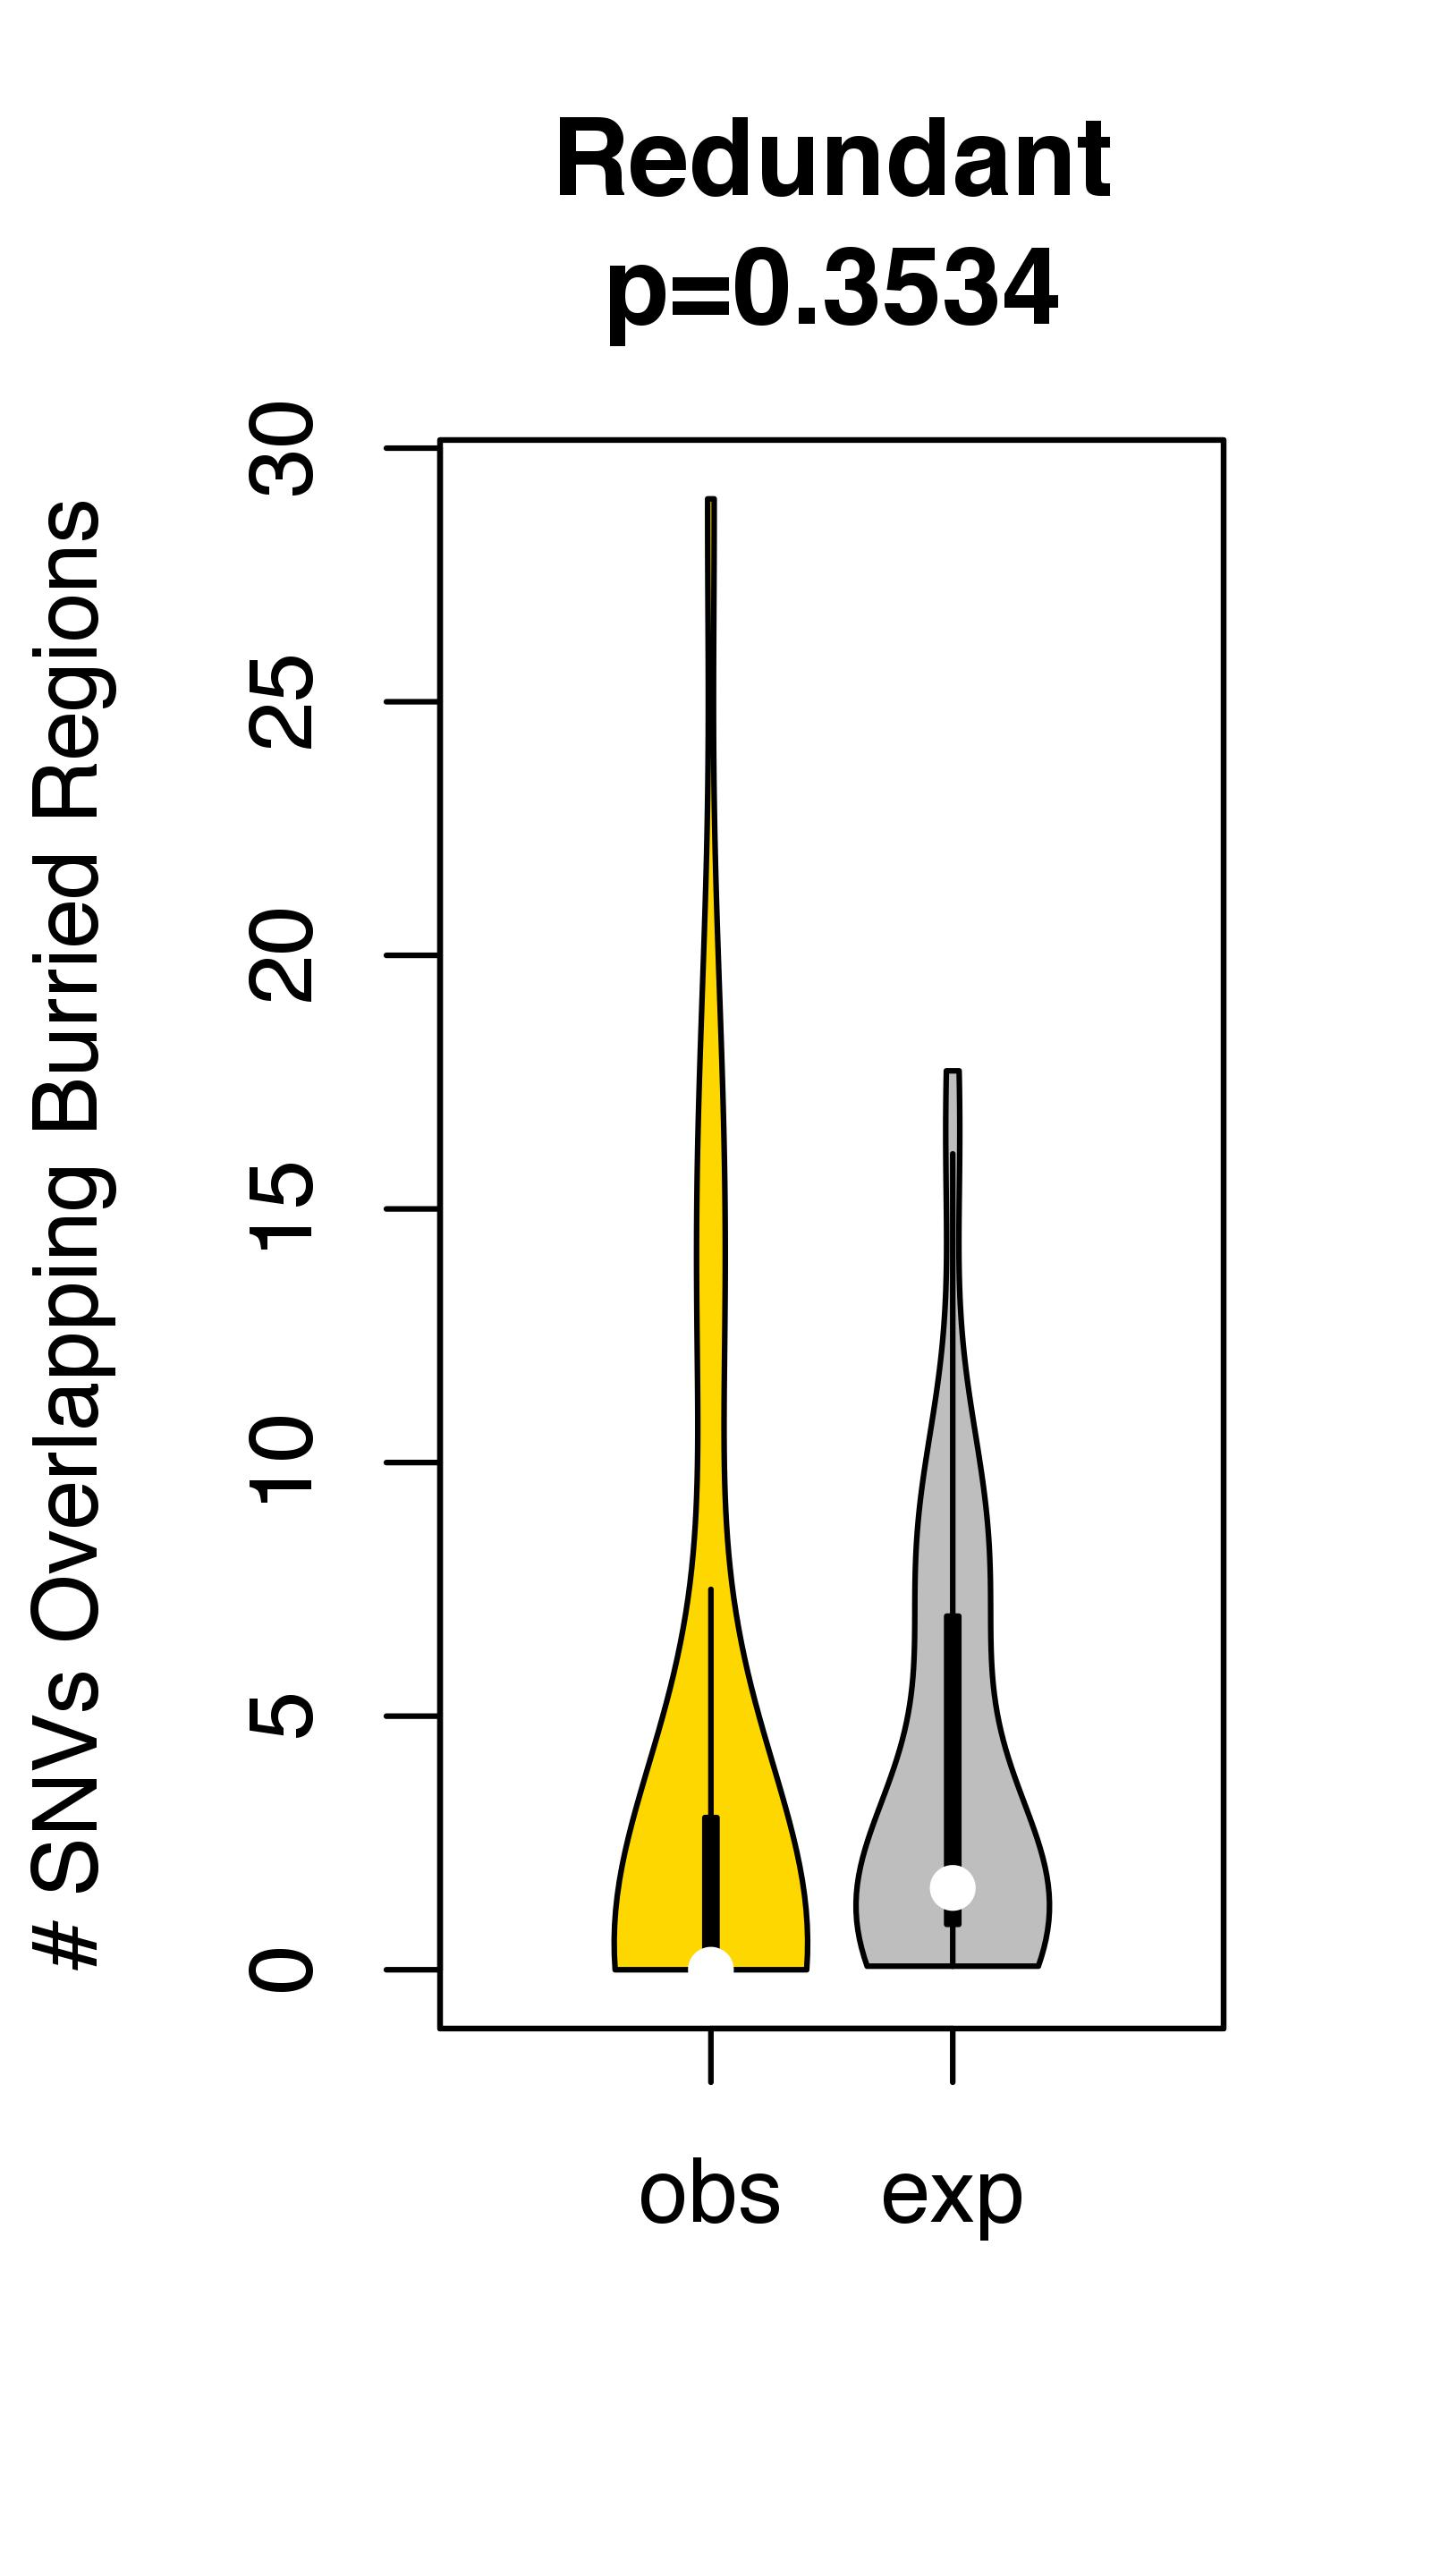 Redundant
p=0.3534
# SNVs Overlapping Burried Regions
30
25
20
15
10
5
0
obs exp